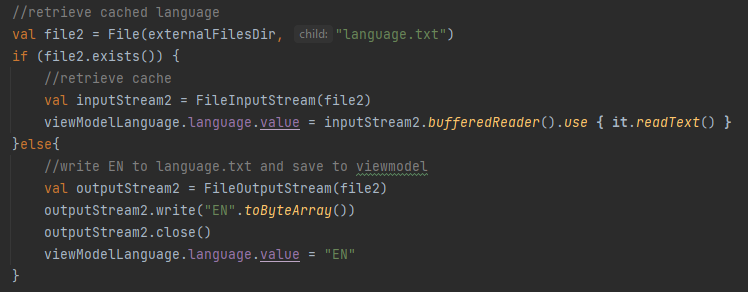 //retrieve cached language
val file2 = File(externalFilesDir, child: "language.txt")
if (file2.exists()) {
    //retrieve cache
    val inputStream2 = FileInputStream(file2)
    viewModelLanguage.language.value = inputStream2.bufferedReader().use { it.readText() }
}else{
    //write EN to language.txt and save to viewmodel
    val outputStream2 = FileOutputStream(file2)
    outputStream2.write("EN".toByteArray())
    outputStream2.close()
    viewModelLanguage.language.value = "EN"
}